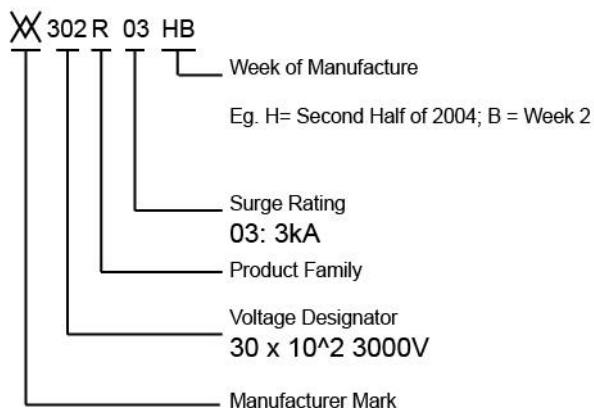 302 R 03 HB
Week of Manufacture
Eg. H= Second Half of 2004; B = Week 2
Surge Rating
03: 3kA
Product Family
Voltage Designator
30 x 10^2 3000V
Manufacturer Mark